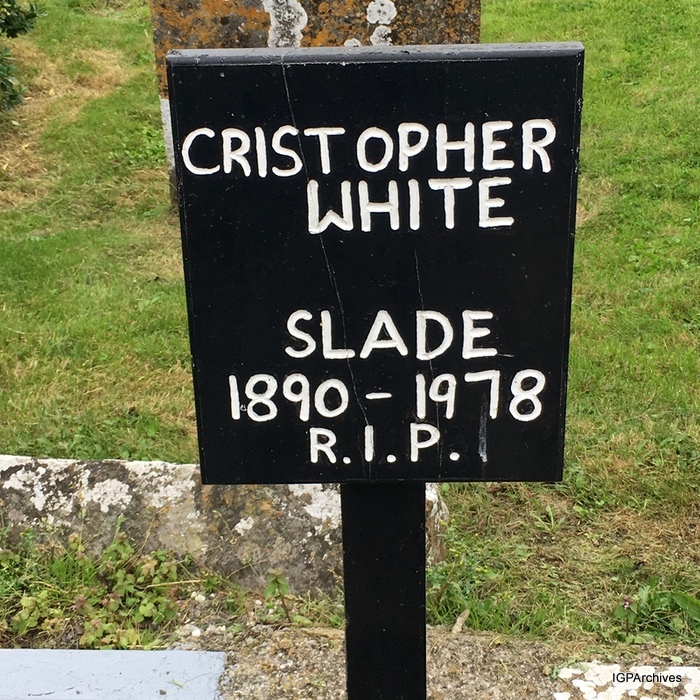 CRISTOPHER
WHITE
SLADE
1890 - 1978
R.I.P.
IGPArchives